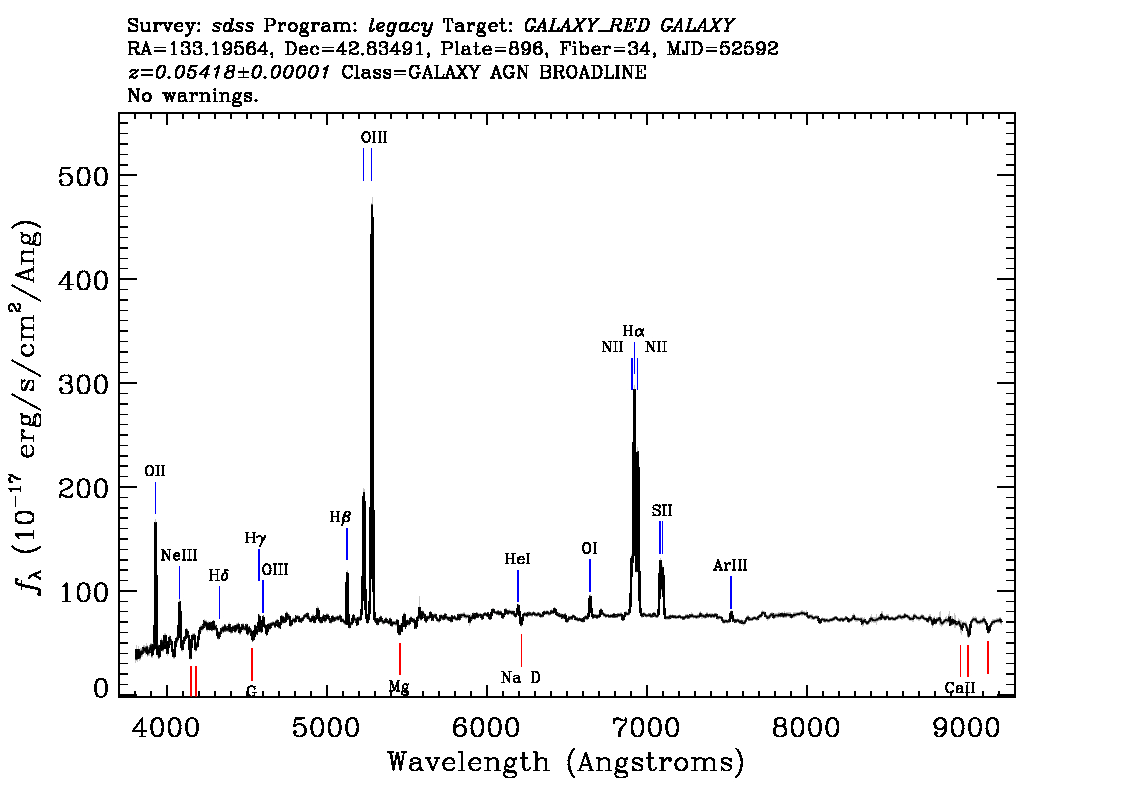 Survey: sdss Program: legacy Target: GALAXY_RED GALAXY
RA=133.19564, Dec=42.83491, Plate=896, Fiber=34, MJD=52592
z=0.05418±0.00001 Class=GALAXY AGN BROADLINE
No warnings.
OIII
500
400
Hα
NII NII
300
OII
200
Hβ SII
Hγ
NeIII OI
HeI
OIII ArIII
Hδ
100
Na D
Mg CaII
G
0
4000 5000 6000 7000 8000 9000
Wavelength (Angstroms)
fλ (10⁻¹⁷ erg/s/cm²/Ang)